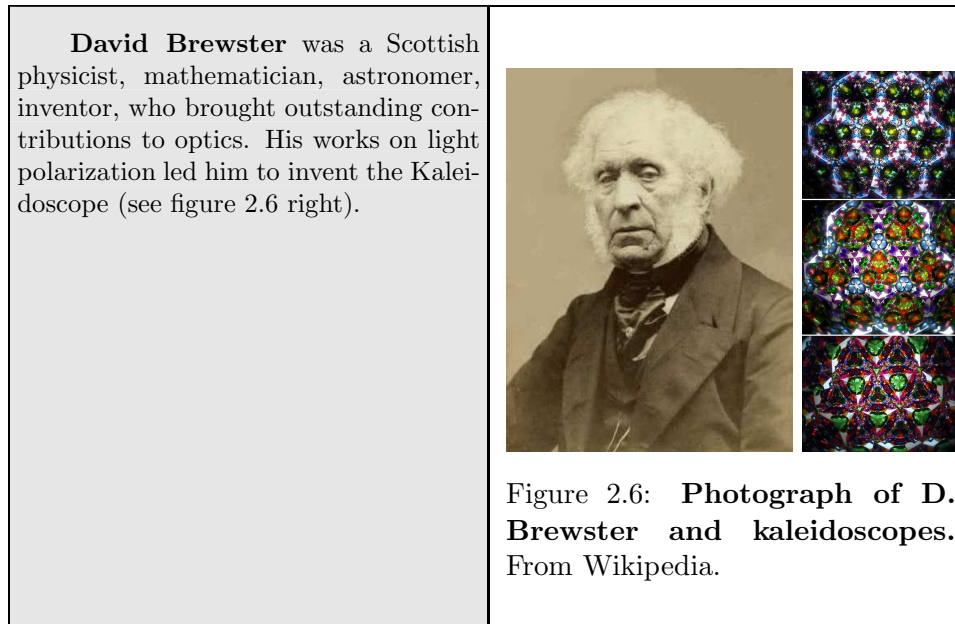 David Brewster was a Scottish
physicist, mathematician, astronomer,
inventor, who brought outstanding con-
tributions to optics. His works on light
polarization led him to invent the Kalei-
doscope (see figure 2.6 right).
Figure 2.6: Photograph of D.
Brewster and kaleidoscopes.
From Wikipedia.